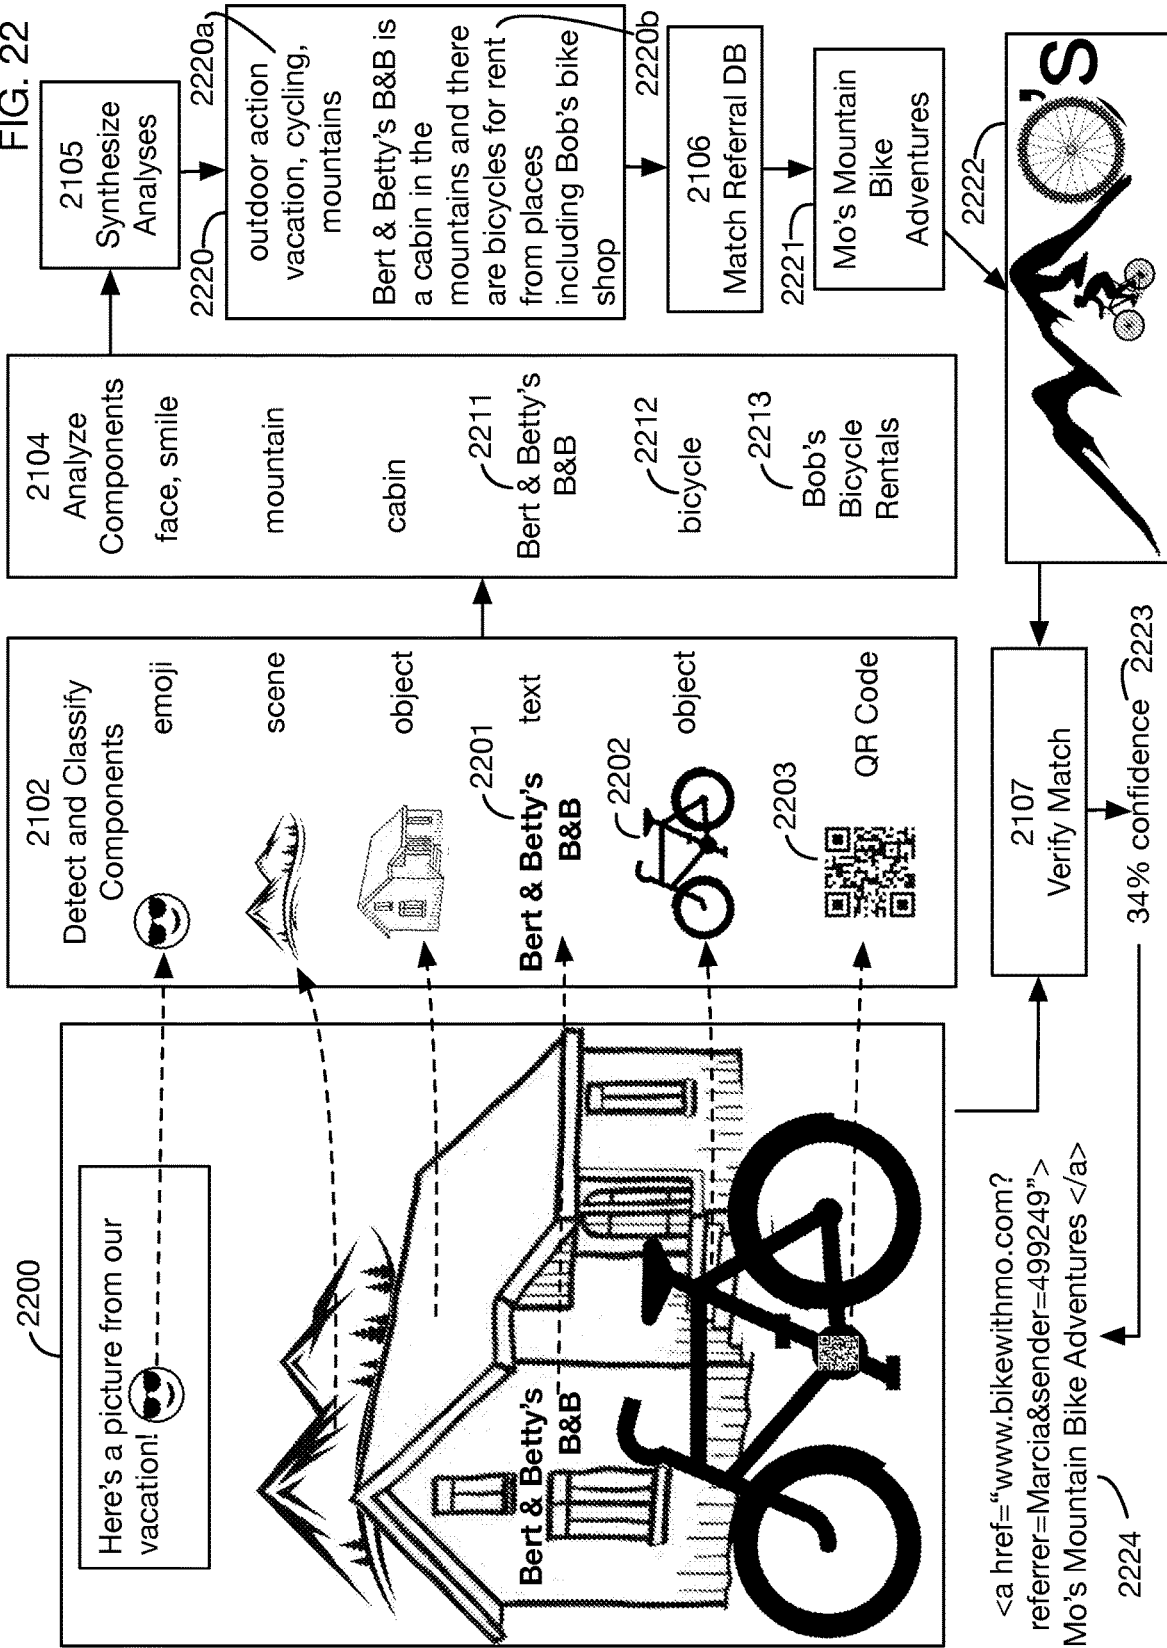 FIG. 22
2200
Here's a picture from our
vacation!
Bert & Betty's
B&B
2102
Detect and Classify
Components
emoji
scene
object
2201
Bert & Betty's
B&B
text
2202
object
2203
QR Code
2104
Analyze
Components
face, smile
mountain
cabin
2211
Bert & Betty's
B&B
2212
bicycle
2213
Bob's
Bicycle
Rentals
2105
Synthesize
Analyses
2220
2220a
outdoor action
vacation, cycling,
mountains
Bert & Betty's B&B is
a cabin in the
mountains and there
are bicycles for rent
from places
including Bob's bike
shop
2220b
2106
Match Referral DB
2221
Mo's Mountain
Bike
Adventures
2222
's
2107
Verify Match
34% confidence
2223
<a href=“www.bikewithmo.com?
referrer=Marcia&sender=4992249”>
Mo's Mountain Bike Adventures </a>
2224